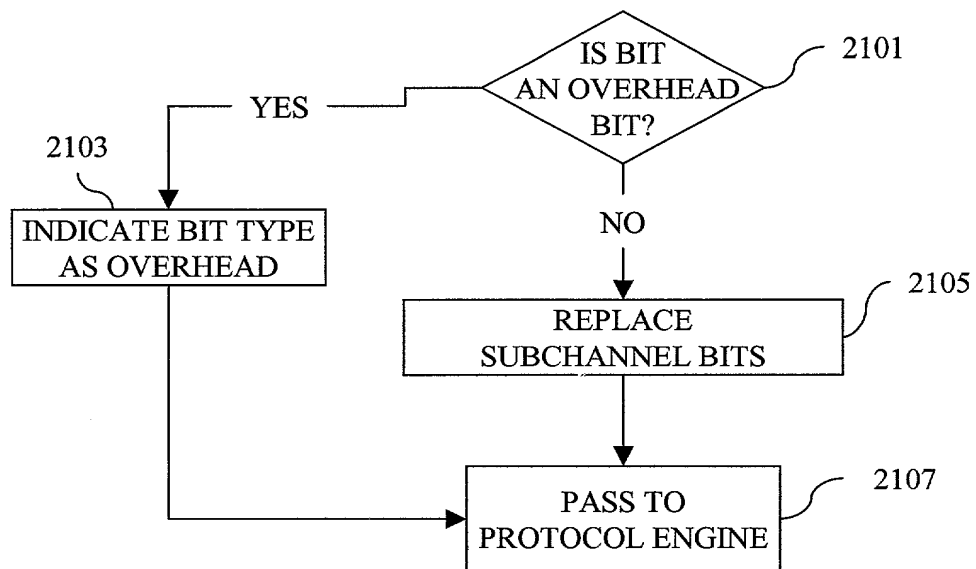 IS BIT
AN OVERHEAD
BIT?
2101
YES
2103
INDICATE BIT TYPE
AS OVERHEAD
NO
2105
REPLACE
SUBCHANNEL BITS
2107
PASS TO
PROTOCOL ENGINE